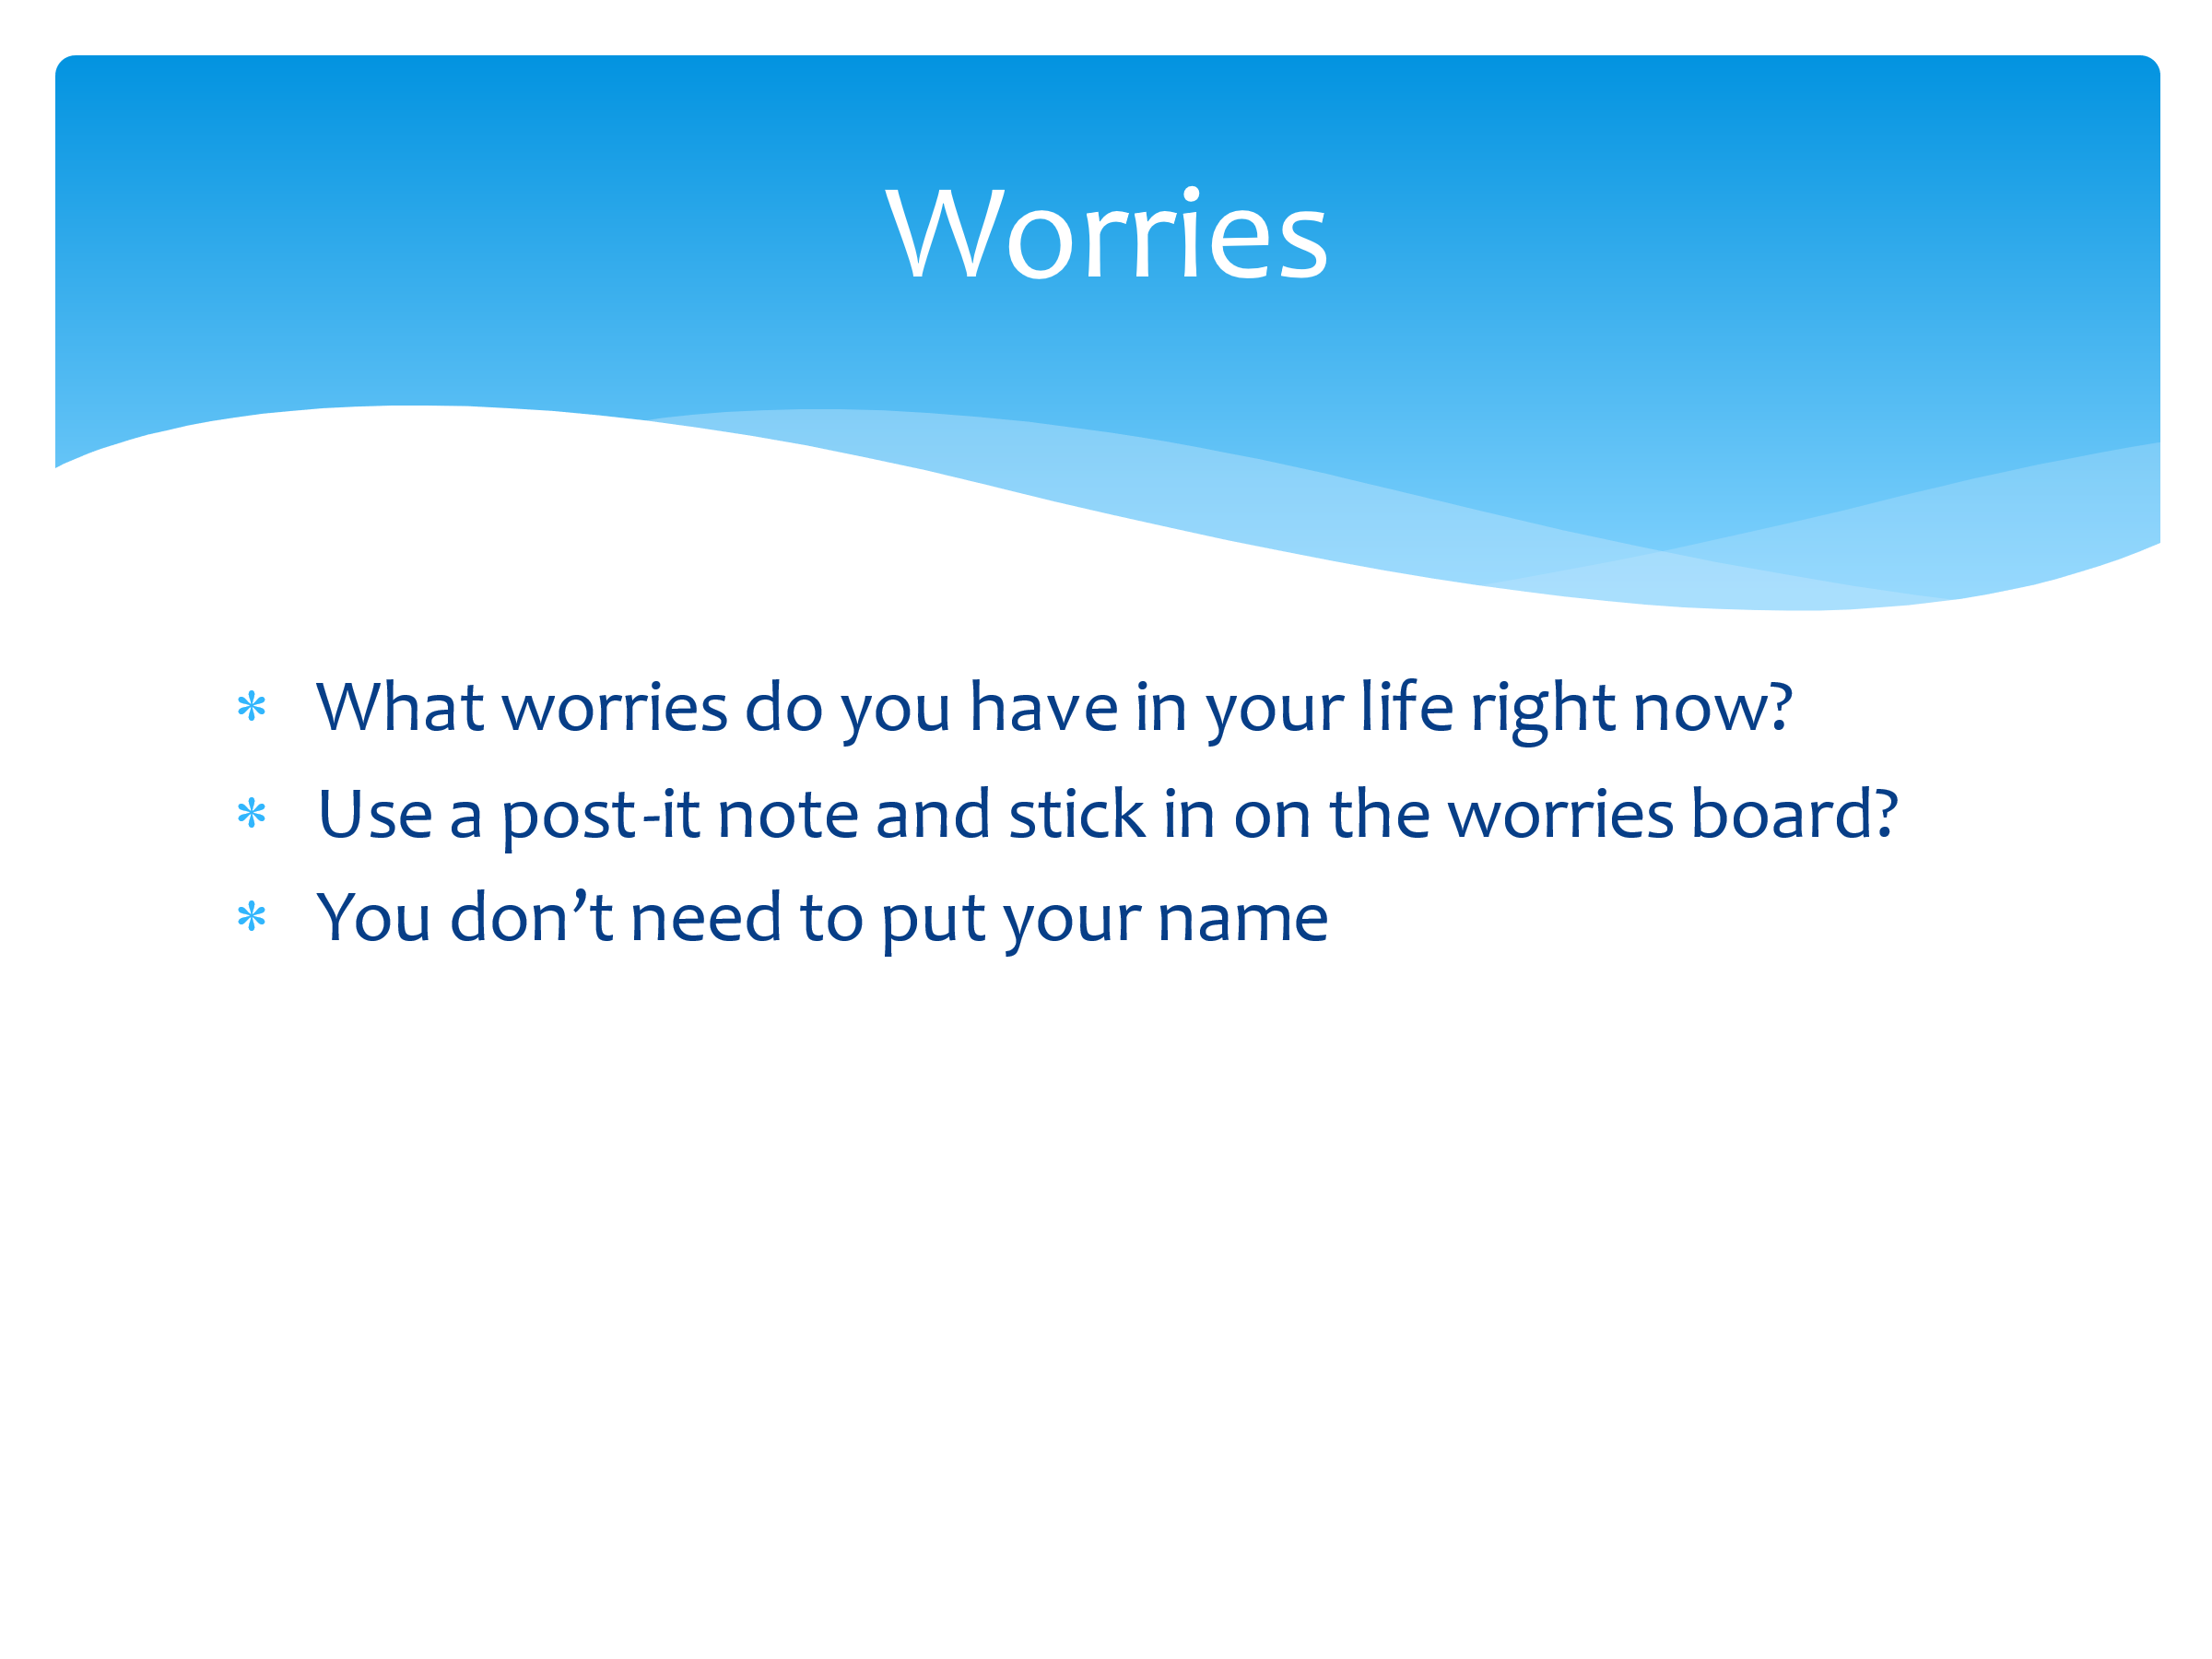 Worries
* What worries do you have in your life right now?
* Use a post-it note and stick in on the worries board?
* You don’t need to put your name